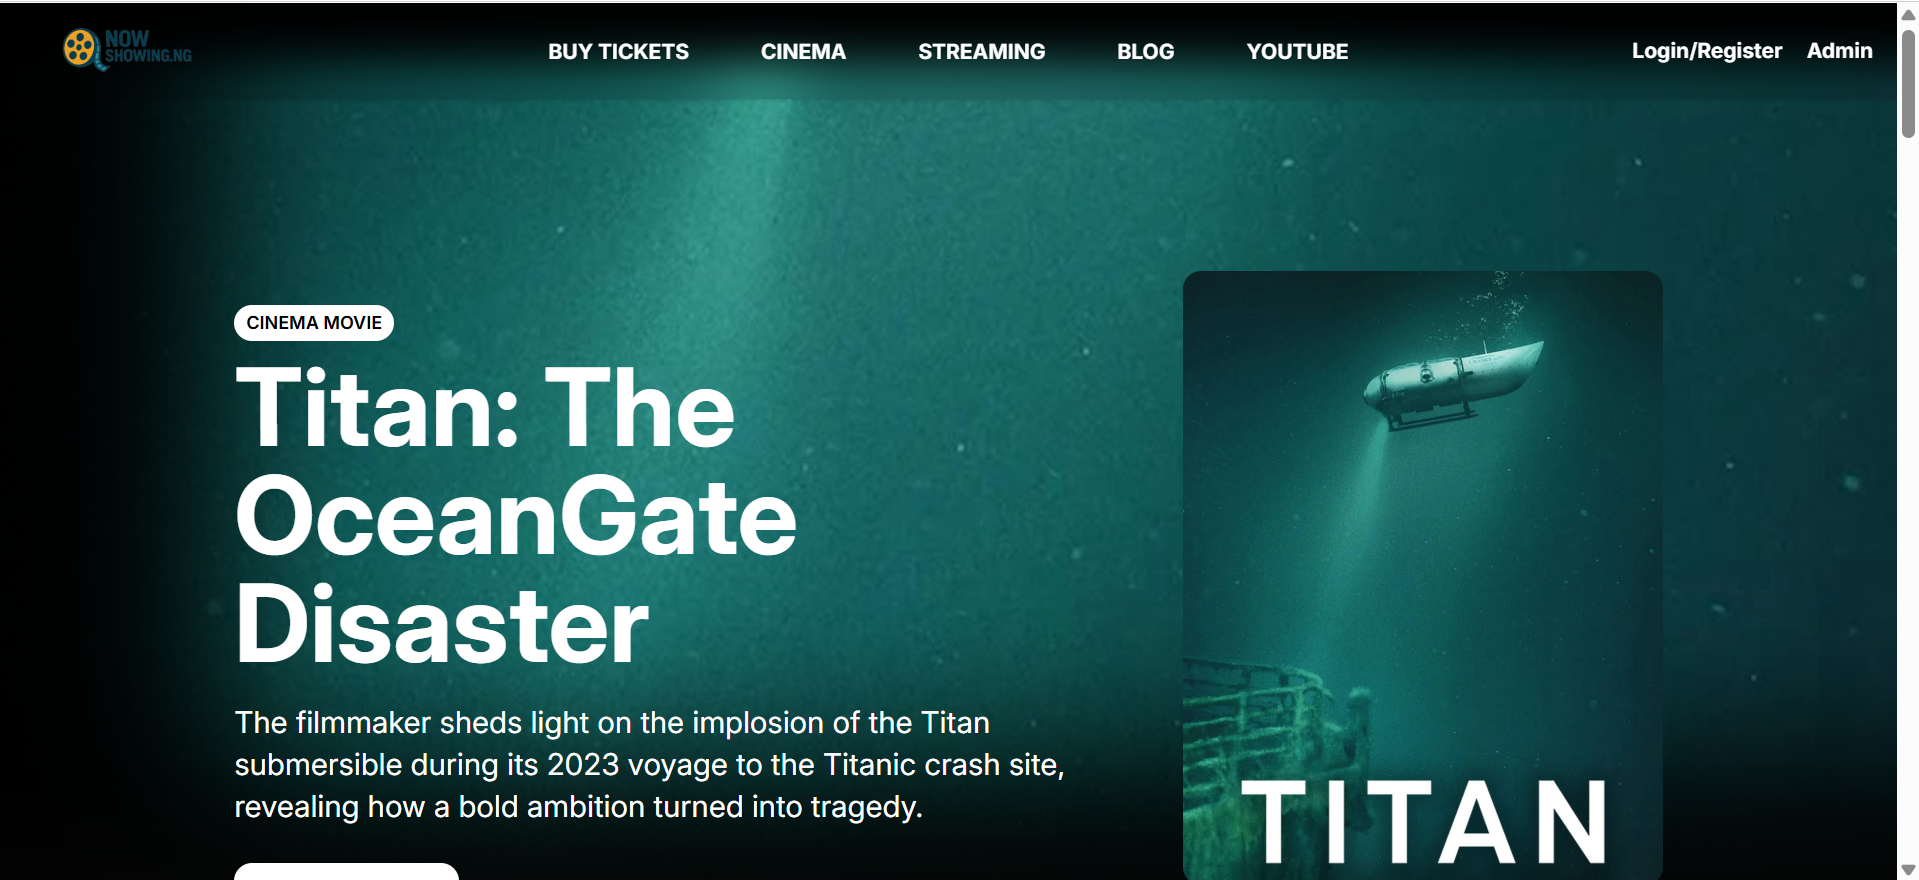 NOW
SHOWING.NG
BUY TICKETS
CINEMA
STREAMING
BLOG
YOUTUBE
Login/Register
Admin
CINEMA MOVIE
Titan: The
OceanGate
Disaster
The filmmaker sheds light on the implosion of the Titan
submersible during its 2023 voyage to the Titanic crash site,
revealing how a bold ambition turned into tragedy.
TITAN